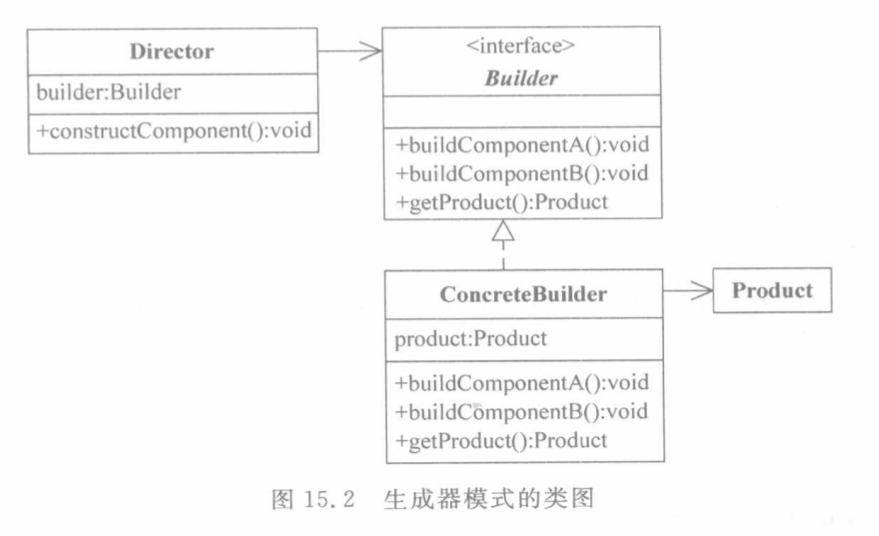 Director
builder:Builder
+constructComponent():void
<interface>
Builder
+buildComponentA():void
+buildComponentB():void
+getProduct():Product
ConcreteBuilder
product:Product
+buildComponentA():void
+buildComponentB():void
+getProduct():Product
Product
图 15.2 生成器模式的类图